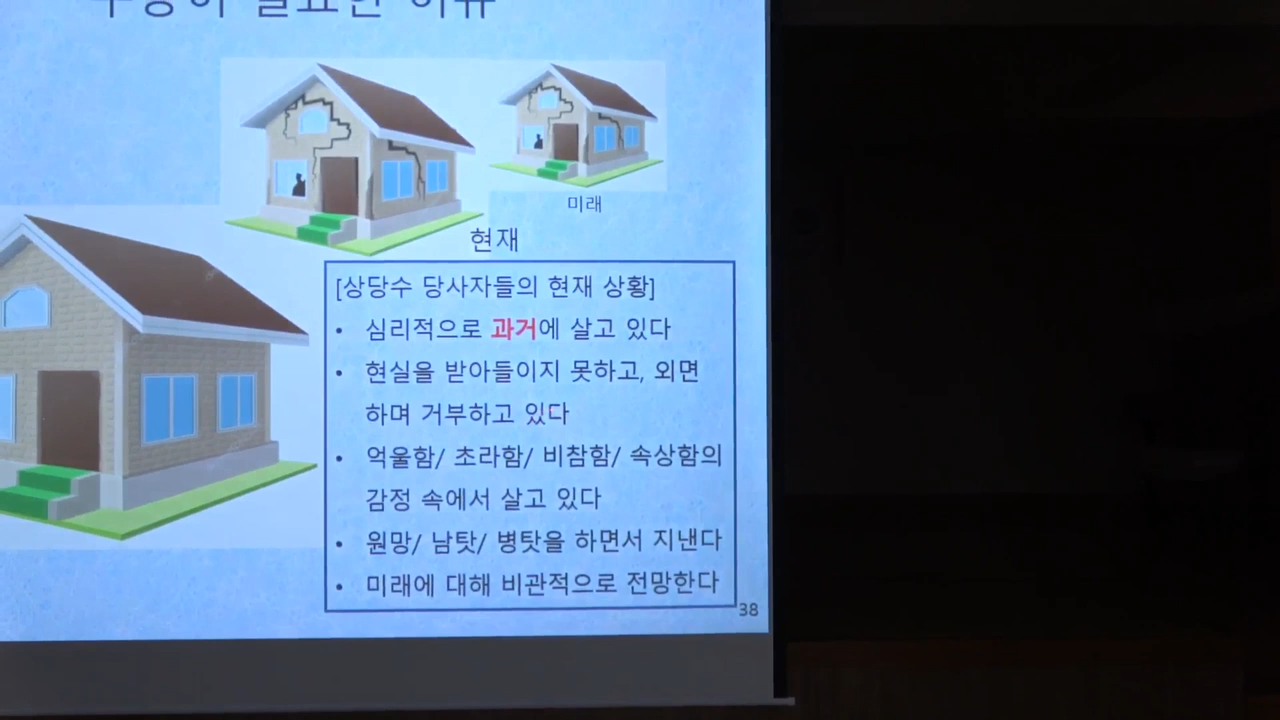 필요한 이유
미래
현재
[상당수 당사자들의 현재 상황]
• 심리적으로 과거에 살고 있다
• 현실을 받아들이지 못하고, 외면
하며 거부하고 있다
• 억울함/ 초라함/ 비참함/ 속상함의
감정 속에서 살고 있다
• 원망/ 남탓/ 병탓을 하면서 지낸다
• 미래에 대해 비관적으로 전망한다
38